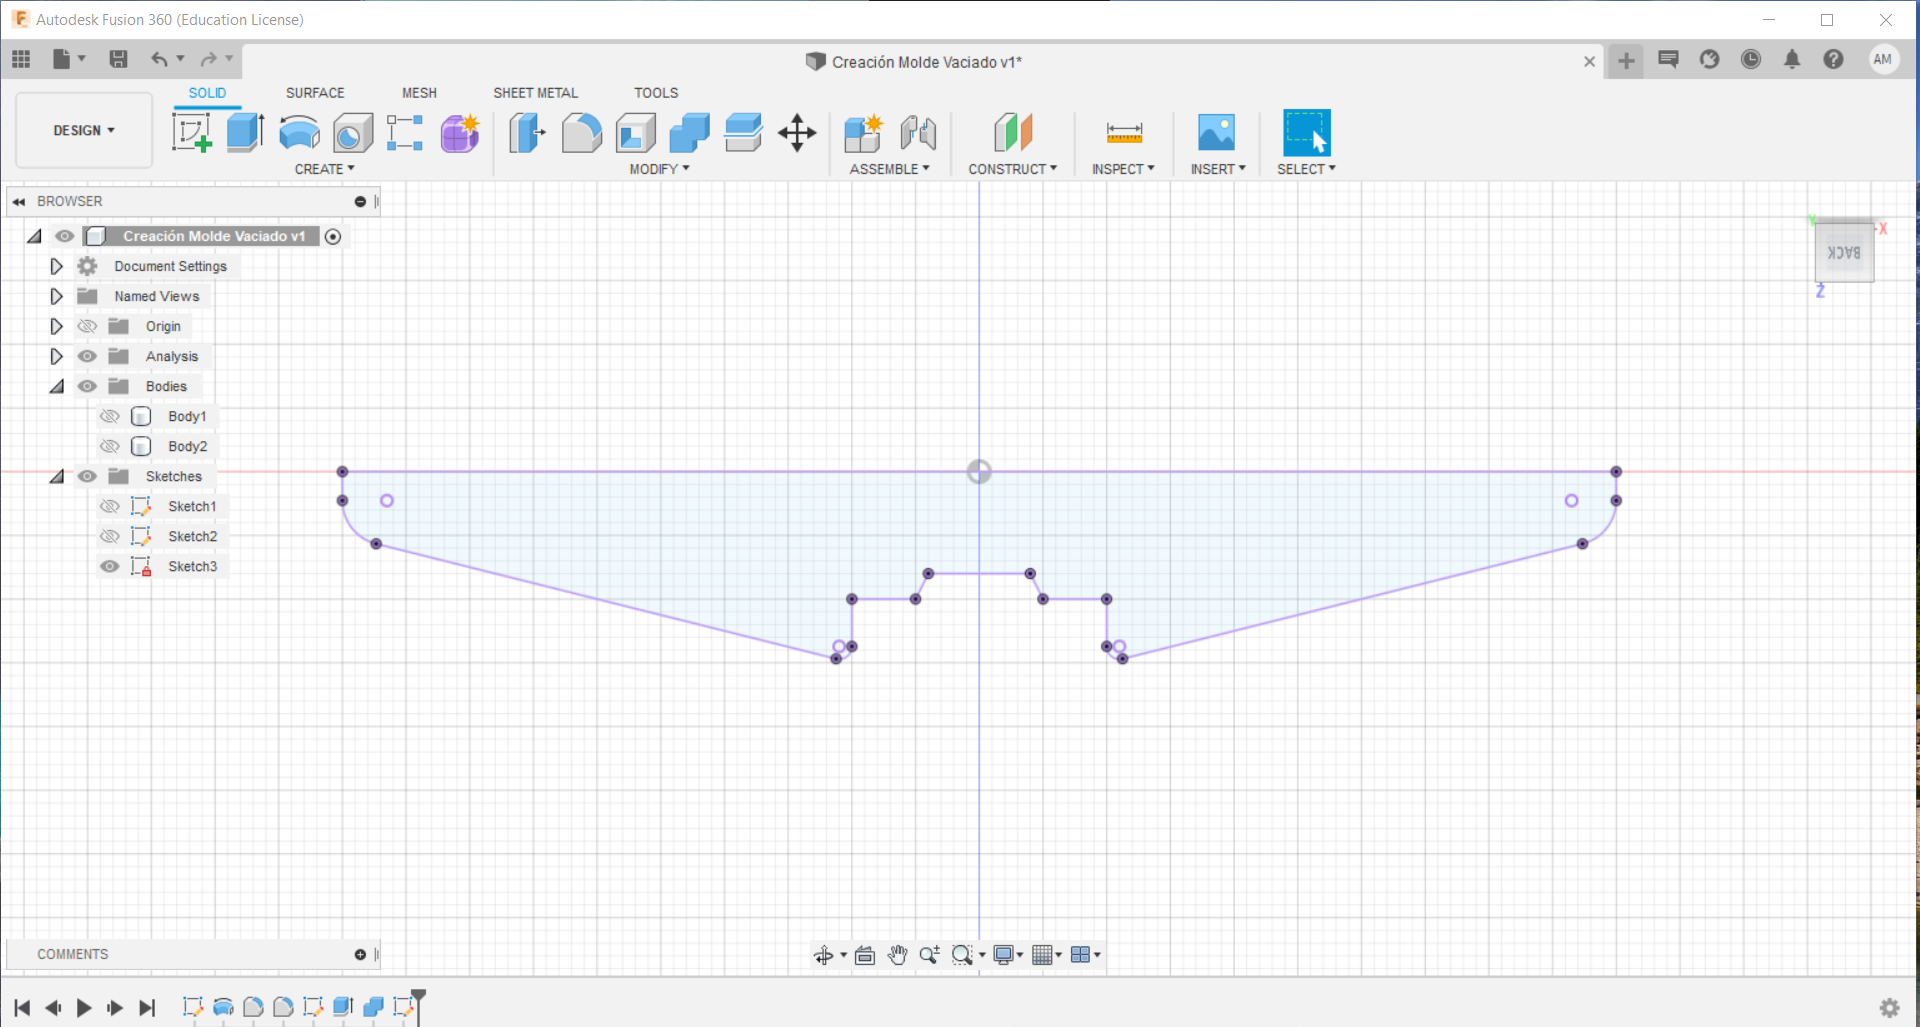 Autodesk Fusion 360 (Education License)
Creación Molde Vaciado v1*
AM
DESIGN
SOLID SURFACE MESH SHEET METAL TOOLS
CREATE MODIFY ASSEMBLE CONSTRUCT INSPECT INSERT SELECT
BROWSER
Creación Molde Vaciado v1
Document Settings
Named Views
Origin
Analysis
Bodies
Body1
Body2
Sketches
Sketch1
Sketch2
Sketch3
Y
X
BACK
Z
COMMENTS